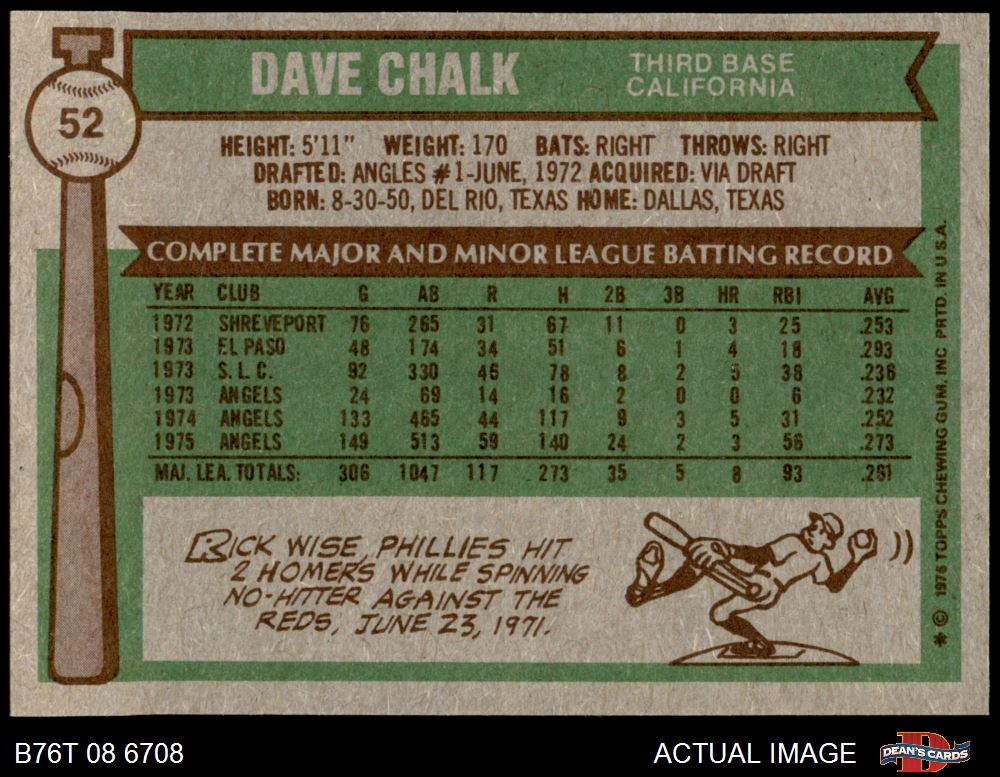 DAVE CHALK
THIRD BASE
CALIFORNIA
52
HEIGHT: 5'11" WEIGHT: 170 BATS: RIGHT THROWS: RIGHT
DRAFTED: ANGLES #1-JUNE, 1972 ACQUIRED: VIA DRAFT
BORN: 8-30-50, DEL RIO, TEXAS HOME: DALLAS, TEXAS
COMPLETE MAJOR AND MINOR LEAGUE BATTING RECORD
YEAR CLUB G AB R H 2B 3B HR RBI AVG
1972 SHREVEPORT 76 265 31 67 11 0 3 25 .253
1973 EL PASO 48 174 34 51 6 1 4 18 .293
1973 S.L.C. 92 330 46 78 8 2 5 38 .236
1973 ANGELS 24 69 14 16 2 0 0 6 .232
1974 ANGELS 133 465 44 117 9 3 5 31 .252
1975 ANGELS 149 513 59 140 24 2 3 56 .273
MAJ. LEA. TOTALS: 306 1047 117 273 35 5 8 93 .261
RICK WISE, PHILLIES HIT
2 HOMERS WHILE SPINNING
NO-HITTER AGAINST THE
REDS, JUNE 23, 1971.
* © 1976 TOPPS CHEWING GUM, INC PRTD. IN U.S.A.
B76T 08 6708
ACTUAL IMAGE
D
DEAN'S CARDS